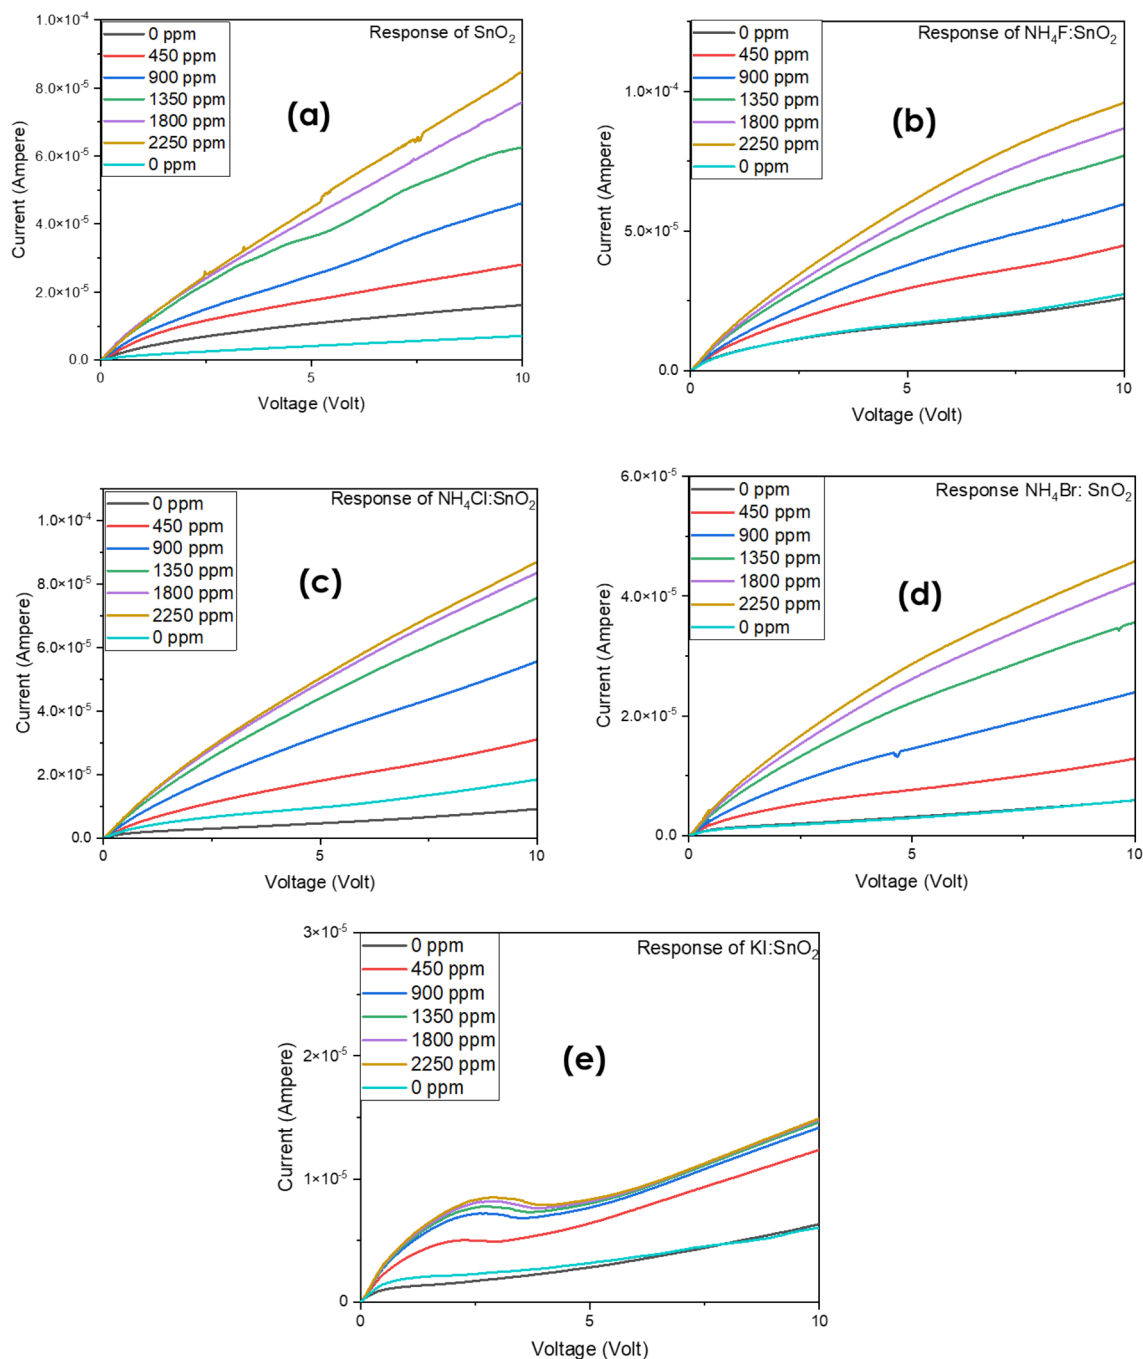 Response of SnO₂
0 ppm
450 ppm
900 ppm
1350 ppm
1800 ppm
2250 ppm
0 ppm
(a)
1.0×10⁻⁴
8.0×10⁻⁵
6.0×10⁻⁵
4.0×10⁻⁵
2.0×10⁻⁵
0.0
Current (Ampere)
0 5 10
Voltage (Volt)
Response of NH₄F:SnO₂
0 ppm
450 ppm
900 ppm
1350 ppm
1800 ppm
2250 ppm
0 ppm
(b)
1.0×10⁻⁴
5.0×10⁻⁵
0.0
Current (Ampere)
0 5 10
Voltage (Volt)
Response of NH₄Cl:SnO₂
0 ppm
450 ppm
900 ppm
1350 ppm
1800 ppm
2250 ppm
0 ppm
(c)
1.0×10⁻⁴
8.0×10⁻⁵
6.0×10⁻⁵
4.0×10⁻⁵
2.0×10⁻⁵
0.0
Current (Ampere)
0 5 10
Voltage (Volt)
Response NH₄Br: SnO₂
0 ppm
450 ppm
900 ppm
1350 ppm
1800 ppm
2250 ppm
0 ppm
(d)
6.0×10⁻⁵
4.0×10⁻⁵
2.0×10⁻⁵
0.0
Current (Ampere)
0 5 10
Voltage (Volt)
Response of KI:SnO₂
0 ppm
450 ppm
900 ppm
1350 ppm
1800 ppm
2250 ppm
0 ppm
(e)
3×10⁻⁵
2×10⁻⁵
1×10⁻⁵
0
Current (Ampere)
0 5 10
Voltage (Volt)